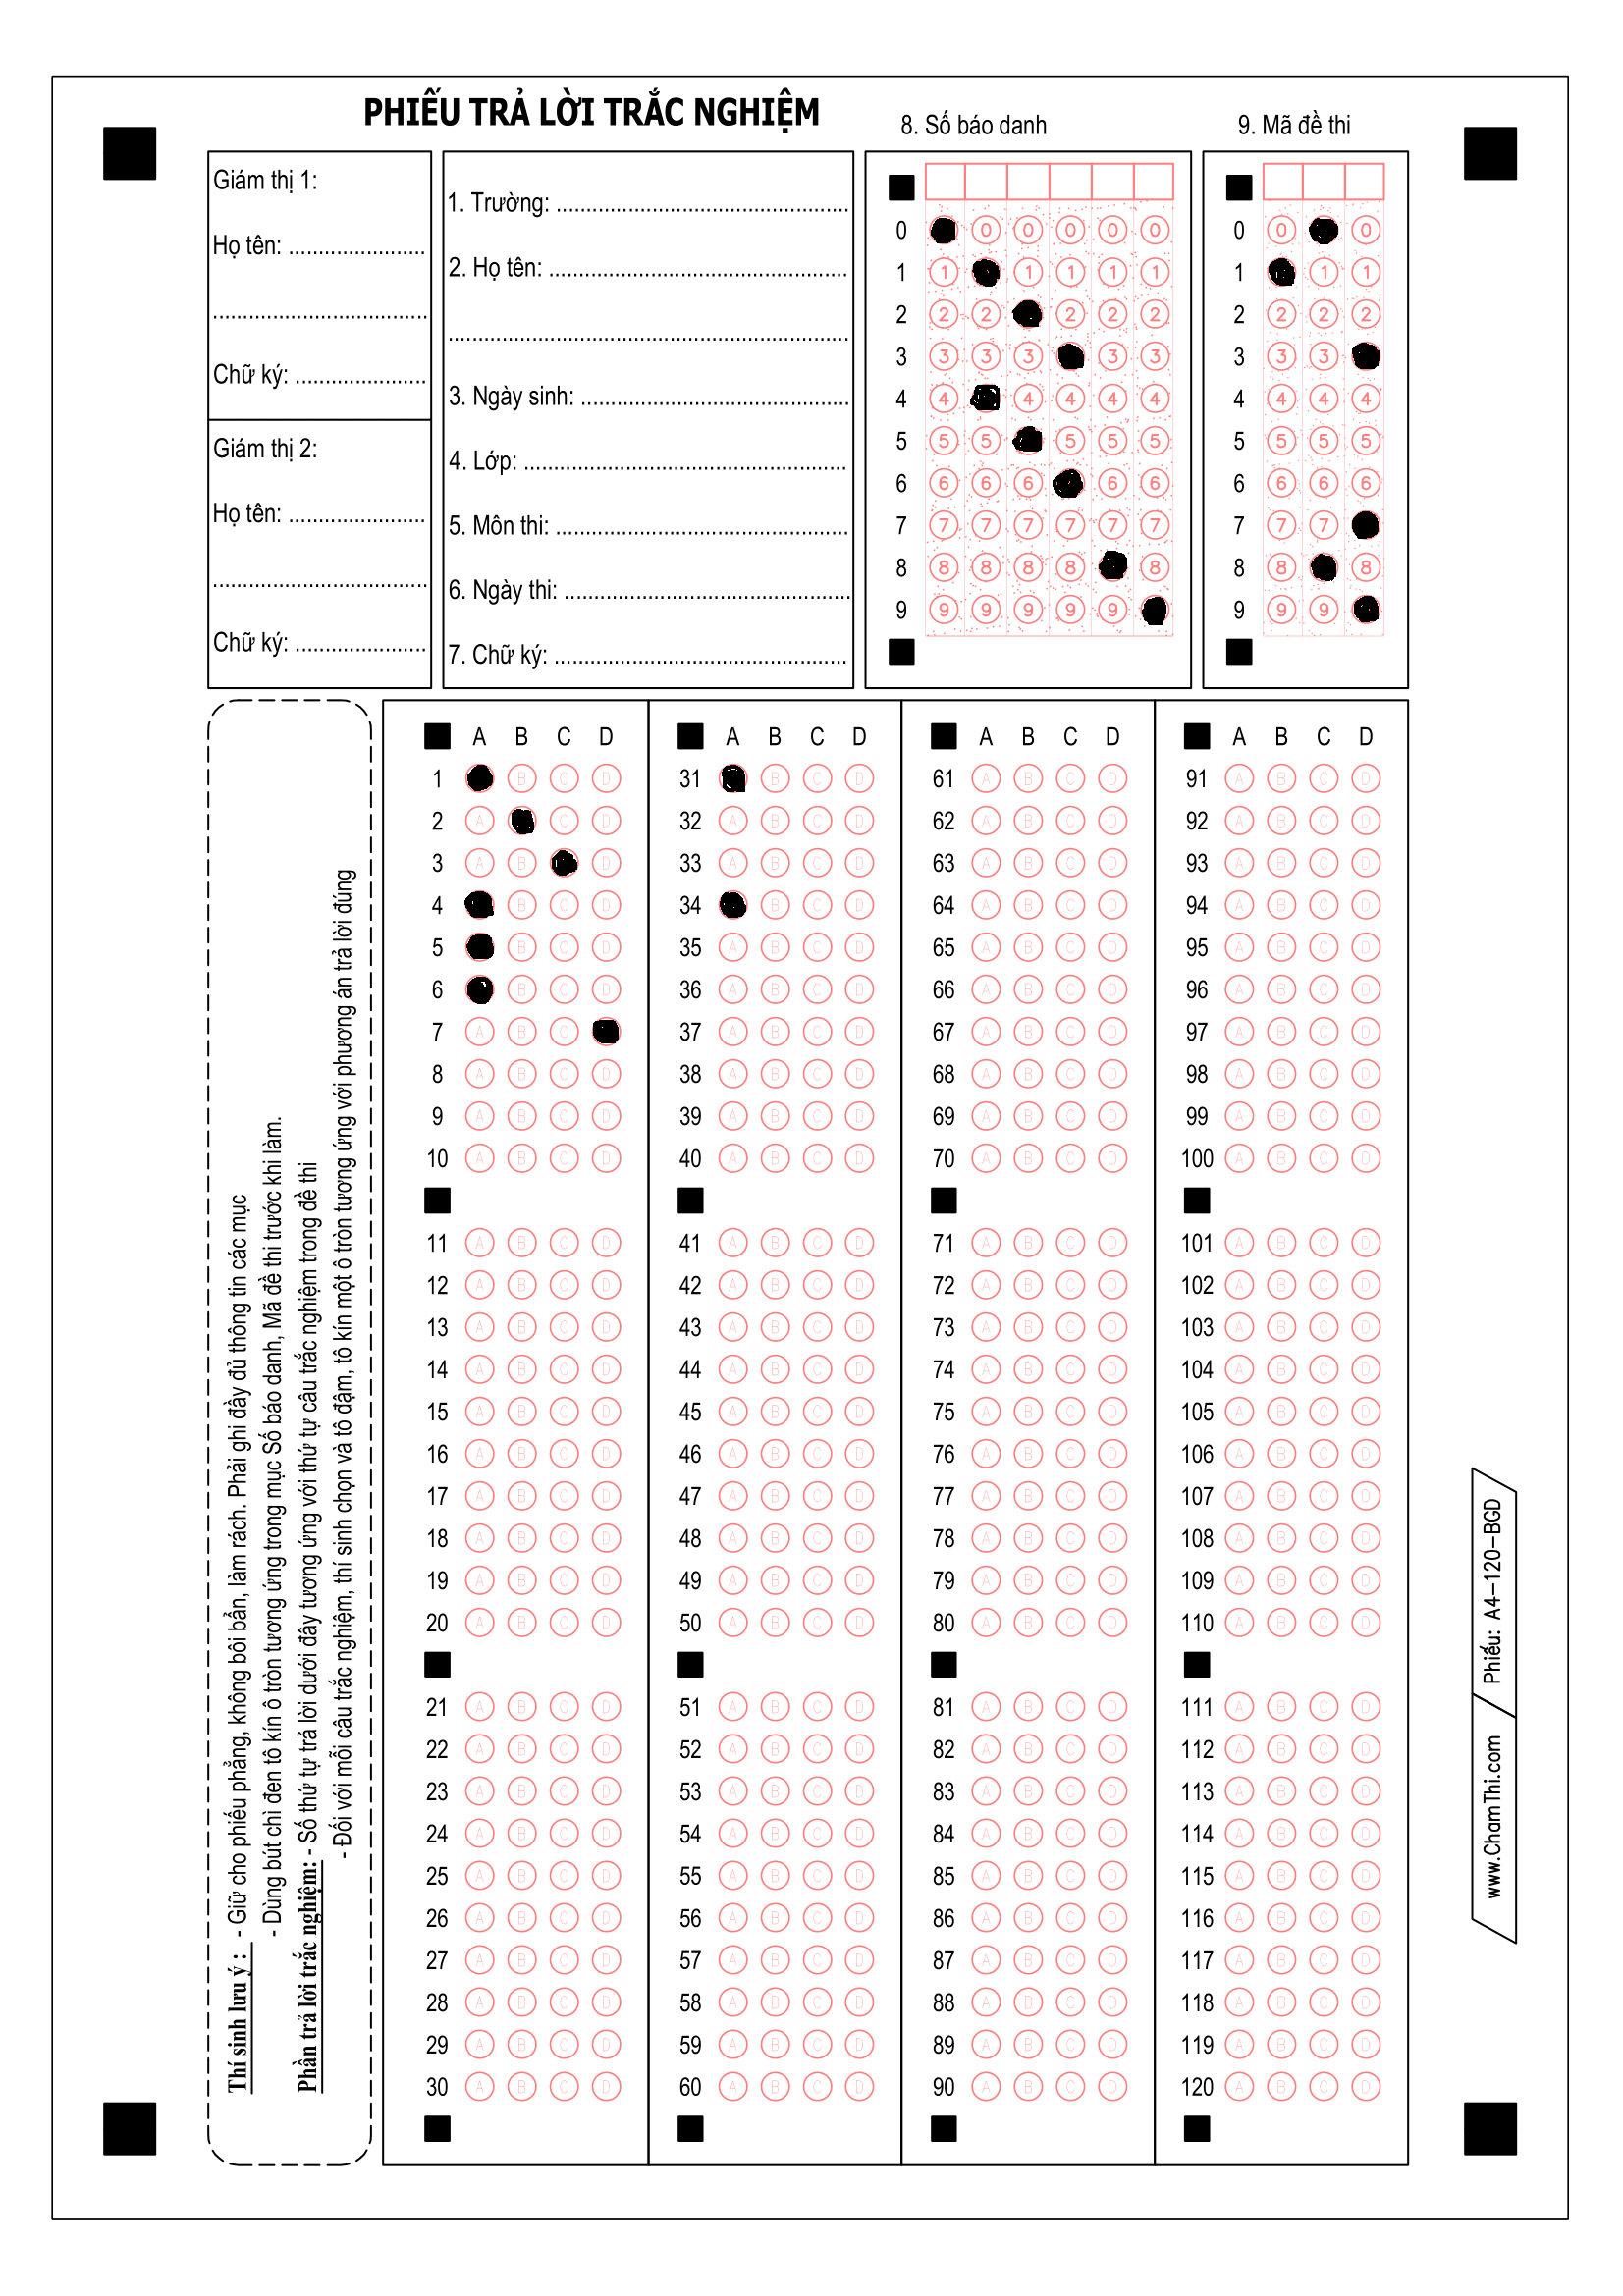 PHIẾU TRẢ LỜI TRẮC NGHIỆM
8. Số báo danh
9. Mã đề thi
Giám thị 1:
Họ tên: .......................
....................................
Chữ ký: ......................
Giám thị 2:
Họ tên: .......................
....................................
Chữ ký: ......................
1. Trường: .................................................
2. Họ tên: ..................................................
...................................................................
3. Ngày sinh: .............................................
4. Lớp: ......................................................
5. Môn thi: .................................................
6. Ngày thi: ................................................
7. Chữ ký: .................................................
0 0 0 0 0 0
1 1 1 1 1 1
2 2 2 2 2 2
3 3 3 3 3 3
4 4 4 4 4 4
5 5 5 5 5 5
6 6 6 6 6 6
7 7 7 7 7 7 7
8 8 8 8 8 8
9 9 9 9 9 9
0 0 0
1 1 1
2 2 2 2
3 3 3
4 4 4 4
5 5 5 5
6 6 6 6
7 7 7
8 8 8
9 9 9
Thí sinh lưu ý : - Giữ cho phiếu phẳng, không bôi bẩn, làm rách. Phải ghi đầy đủ thông tin các mục
- Dùng bút chì đen tô kín ô tròn tương ứng trong mục Số báo danh, Mã đề thi trước khi làm.
Phần trả lời trắc nghiệm: - Số thứ tự trả lời dưới đây tương ứng với thứ tự câu trắc nghiệm trong đề thi
- Đối với mỗi câu trắc nghiệm, thí sinh chọn và tô đậm, tô kín một ô tròn tương ứng với phương án trả lời đúng
A B C D
1 B C D
2 A C D
3 A B D
4 B C D
5 B C D
6 B C D
7 A B C
8 A B C D
9 A B C D
10 A B C D
11 A B C D
12 A B C D
13 A B C D
14 A B C D
15 A B C D
16 A B C D
17 A B C D
18 A B C D
19 A B C D
20 A B C D
21 A B C D
22 A B C D
23 A B C D
24 A B C D
25 A B C D
26 A B C D
27 A B C D
28 A B C D
29 A B C D
30 A B C D
A B C D
31 B C D
32 A B C D
33 A B C D
34 B C D
35 A B C D
36 A B C D
37 A B C D
38 A B C D
39 A B C D
40 A B C D
41 A B C D
42 A B C D
43 A B C D
44 A B C D
45 A B C D
46 A B C D
47 A B C D
48 A B C D
49 A B C D
50 A B C D
51 A B C D
52 A B C D
53 A B C D
54 A B C D
55 A B C D
56 A B C D
57 A B C D
58 A B C D
59 A B C D
60 A B C D
A B C D
61 A B C D
62 A B C D
63 A B C D
64 A B C D
65 A B C D
66 A B C D
67 A B C D
68 A B C D
69 A B C D
70 A B C D
71 A B C D
72 A B C D
73 A B C D
74 A B C D
75 A B C D
76 A B C D
77 A B C D
78 A B C D
79 A B C D
80 A B C D
81 A B C D
82 A B C D
83 A B C D
84 A B C D
85 A B C D
86 A B C D
87 A B C D
88 A B C D
89 A B C D
90 A B C D
A B C D
91 A B C D
92 A B C D
93 A B C D
94 A B C D
95 A B C D
96 A B C D
97 A B C D
98 A B C D
99 A B C D
100 A B C D
101 A B C D
102 A B C D
103 A B C D
104 A B C D
105 A B C D
106 A B C D
107 A B C D
108 A B C D
109 A B C D
110 A B C D
111 A B C D
112 A B C D
113 A B C D
114 A B C D
115 A B C D
116 A B C D
117 A B C D
118 A B C D
119 A B C D
120 A B C D
www.ChamThi.com
Phiếu: A4-120-BGD